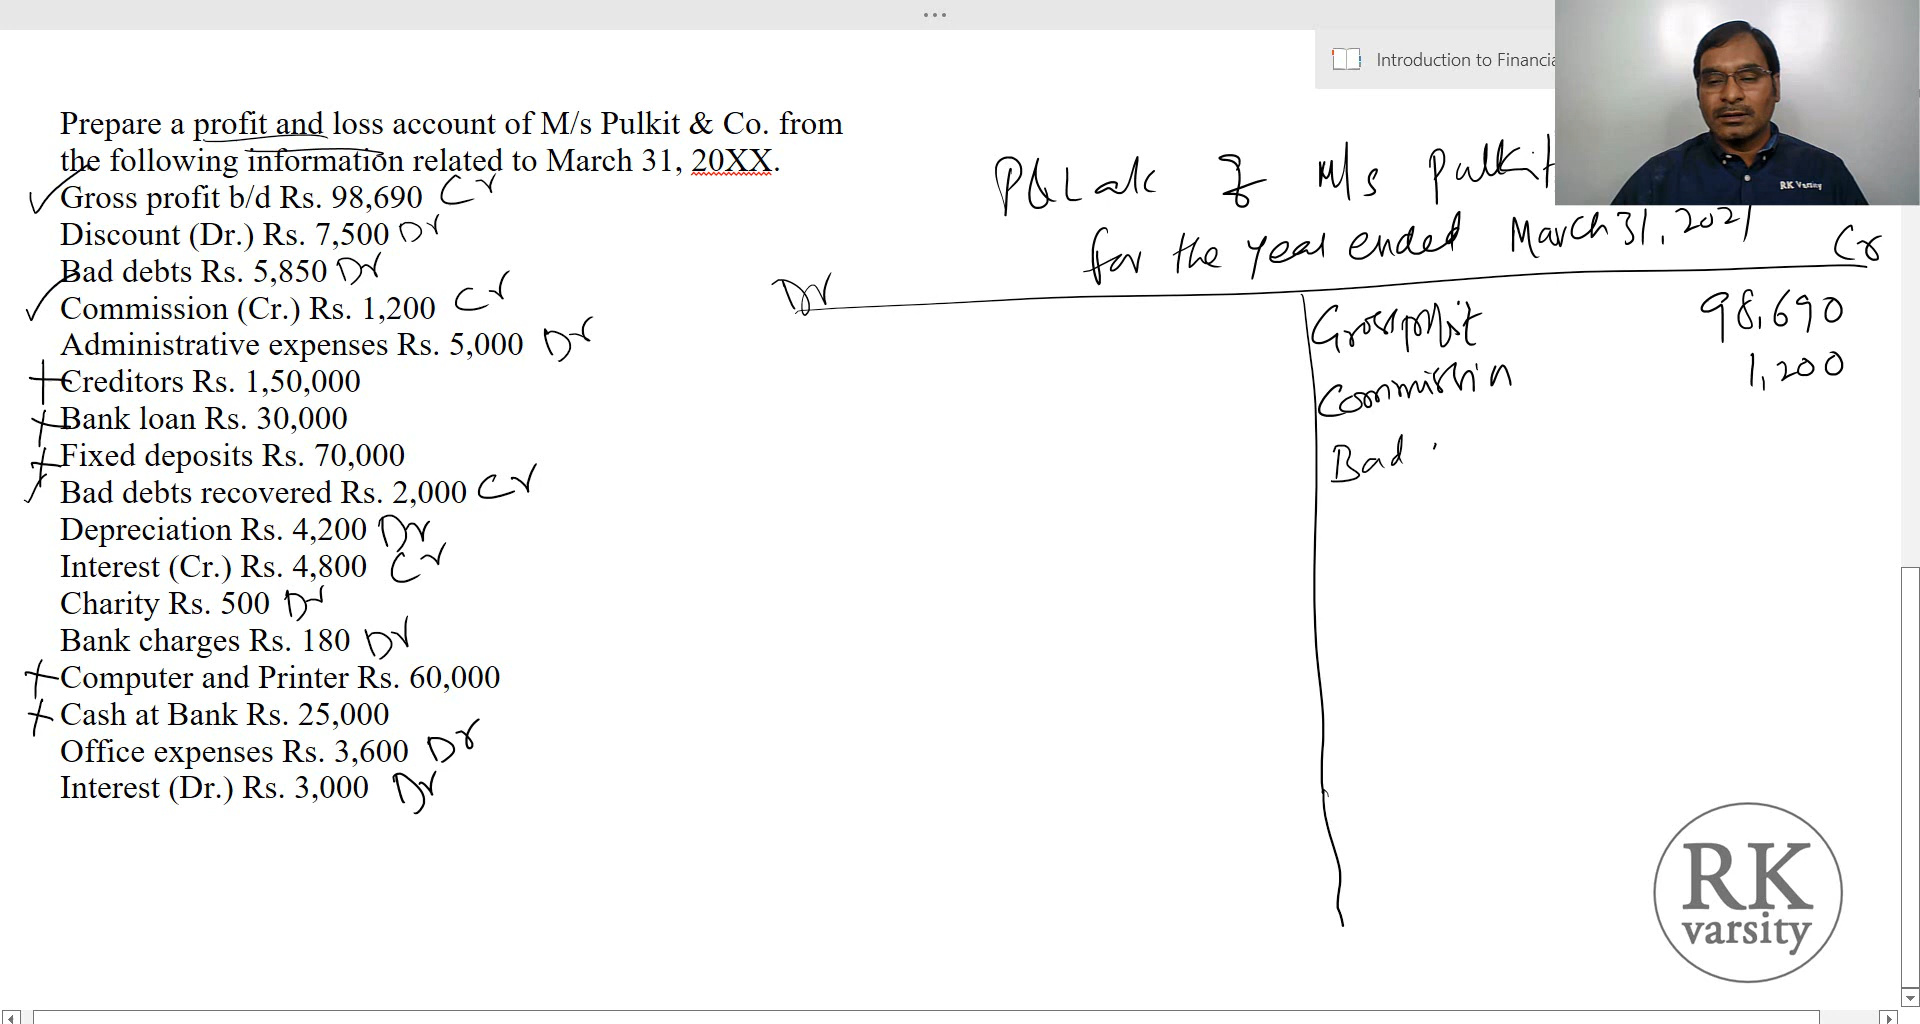 Introduction to Financia
Prepare a profit and loss account of M/s Pulkit & Co. from
the following information related to March 31, 20XX.
Gross profit b/d Rs. 98,690 Cr
Discount (Dr.) Rs. 7,500 Dr
Bad debts Rs. 5,850 Dr
Commission (Cr.) Rs. 1,200 Cr
Administrative expenses Rs. 5,000 Dr
Creditors Rs. 1,50,000
Bank loan Rs. 30,000
Fixed deposits Rs. 70,000
Bad debts recovered Rs. 2,000 Cr
Depreciation Rs. 4,200 Dr
Interest (Cr.) Rs. 4,800 Cr
Charity Rs. 500 Dr
Bank charges Rs. 180 Dr
Computer and Printer Rs. 60,000
Cash at Bank Rs. 25,000
Office expenses Rs. 3,600 Dr
Interest (Dr.) Rs. 3,000 Dr
P&L a/c of M/s Pulkit
for the year ended March 31, 2021
Dr Cr
Gross profit 98,690
Commission 1,200
Bad
RK Varsity
RK
varsity